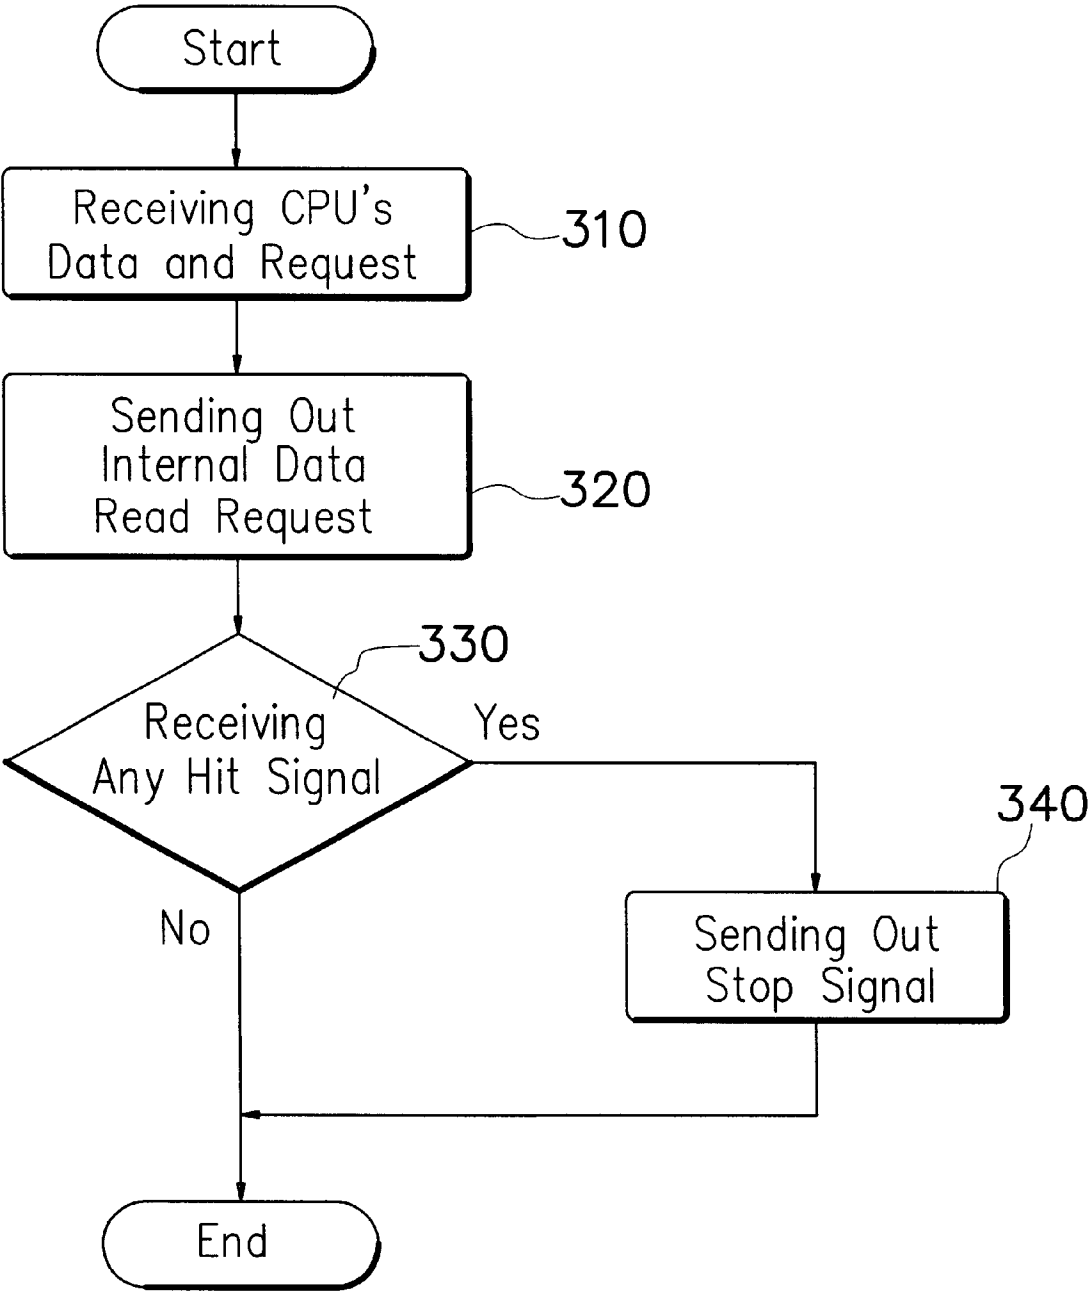 Start
Receiving CPU's
Data and Request
310
Sending Out
Internal Data
Read Request
320
330
Receiving
Any Hit Signal
Yes
340
No
Sending Out
Stop Signal
End